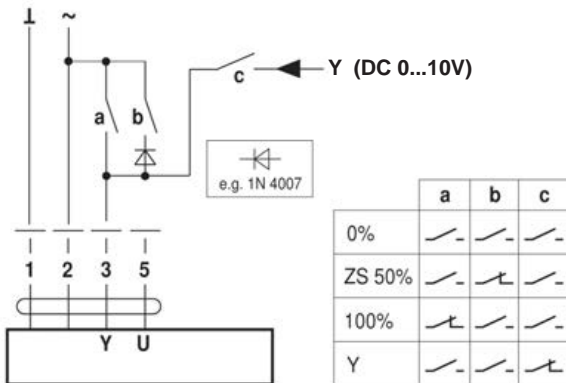 ⊥ ~
Y (DC 0...10V)
c
a b
e.g. 1N 4007
1 2 3 5
Y U
a b c
0%
ZS 50%
100%
Y